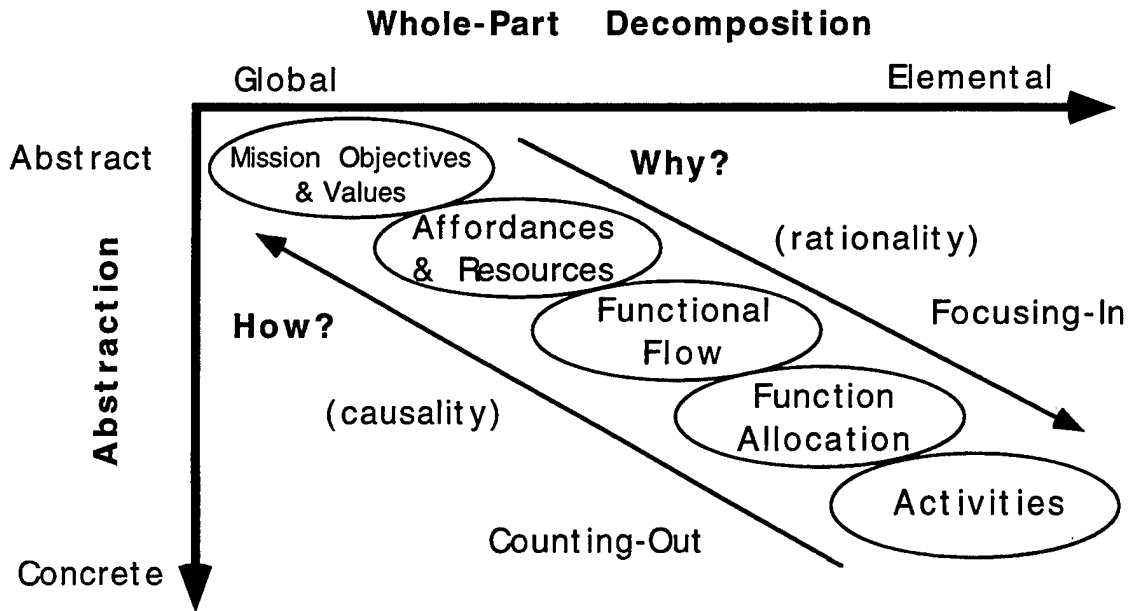 Whole-Part Decomposition
Global
Elemental
Abstract
Mission Objectives
& Values
Why?
Affordances
& Resources
(rationality)
Abstraction
How?
Functional
Flow
Focusing-In
(causality)
Function
Allocation
Activities
Counting-Out
Concrete